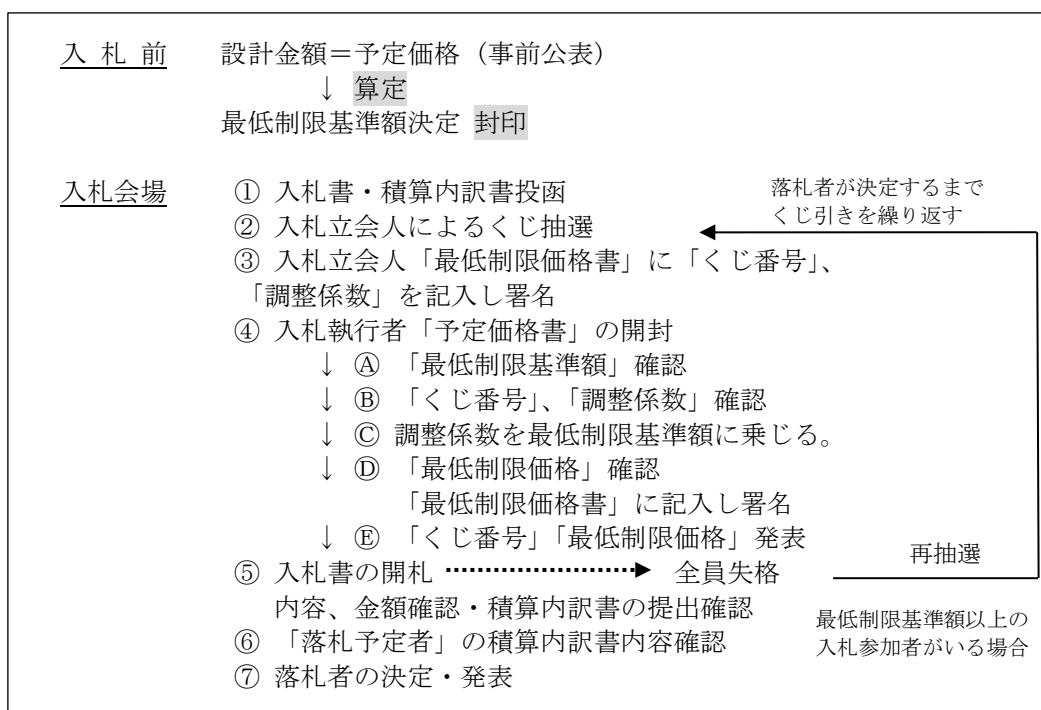 入 札 前 設計金額＝予定価格（事前公表）
↓ 算定
最低制限基準額決定 封印
入札会場 ① 入札書・積算内訳書投函
落札者が決定するまで
くじ引きを繰り返す
② 入札立会人によるくじ抽選
③ 入札立会人「最低制限価格書」に「くじ番号」、
「調整係数」を記入し署名
④ 入札執行者「予定価格書」の開封
↓ Ⓐ 「最低制限基準額」確認
↓ Ⓑ 「くじ番号」、「調整係数」確認
↓ Ⓒ 調整係数を最低制限基準額に乗じる。
↓ Ⓓ 「最低制限価格」確認
「最低制限価格書」に記入し署名
↓ Ⓔ 「くじ番号」「最低制限価格」発表
⑤ 入札書の開札 全員失格 再抽選
内容、金額確認・積算内訳書の提出確認
最低制限基準額以上の
入札参加者がいる場合
⑥ 「落札予定者」の積算内訳書内容確認
⑦ 落札者の決定・発表